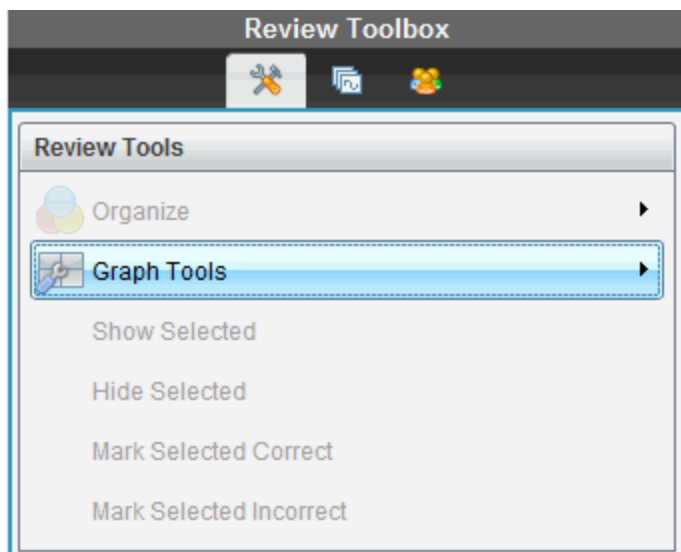 Review Toolbox
Review Tools
Organize
Graph Tools
Show Selected
Hide Selected
Mark Selected Correct
Mark Selected Incorrect